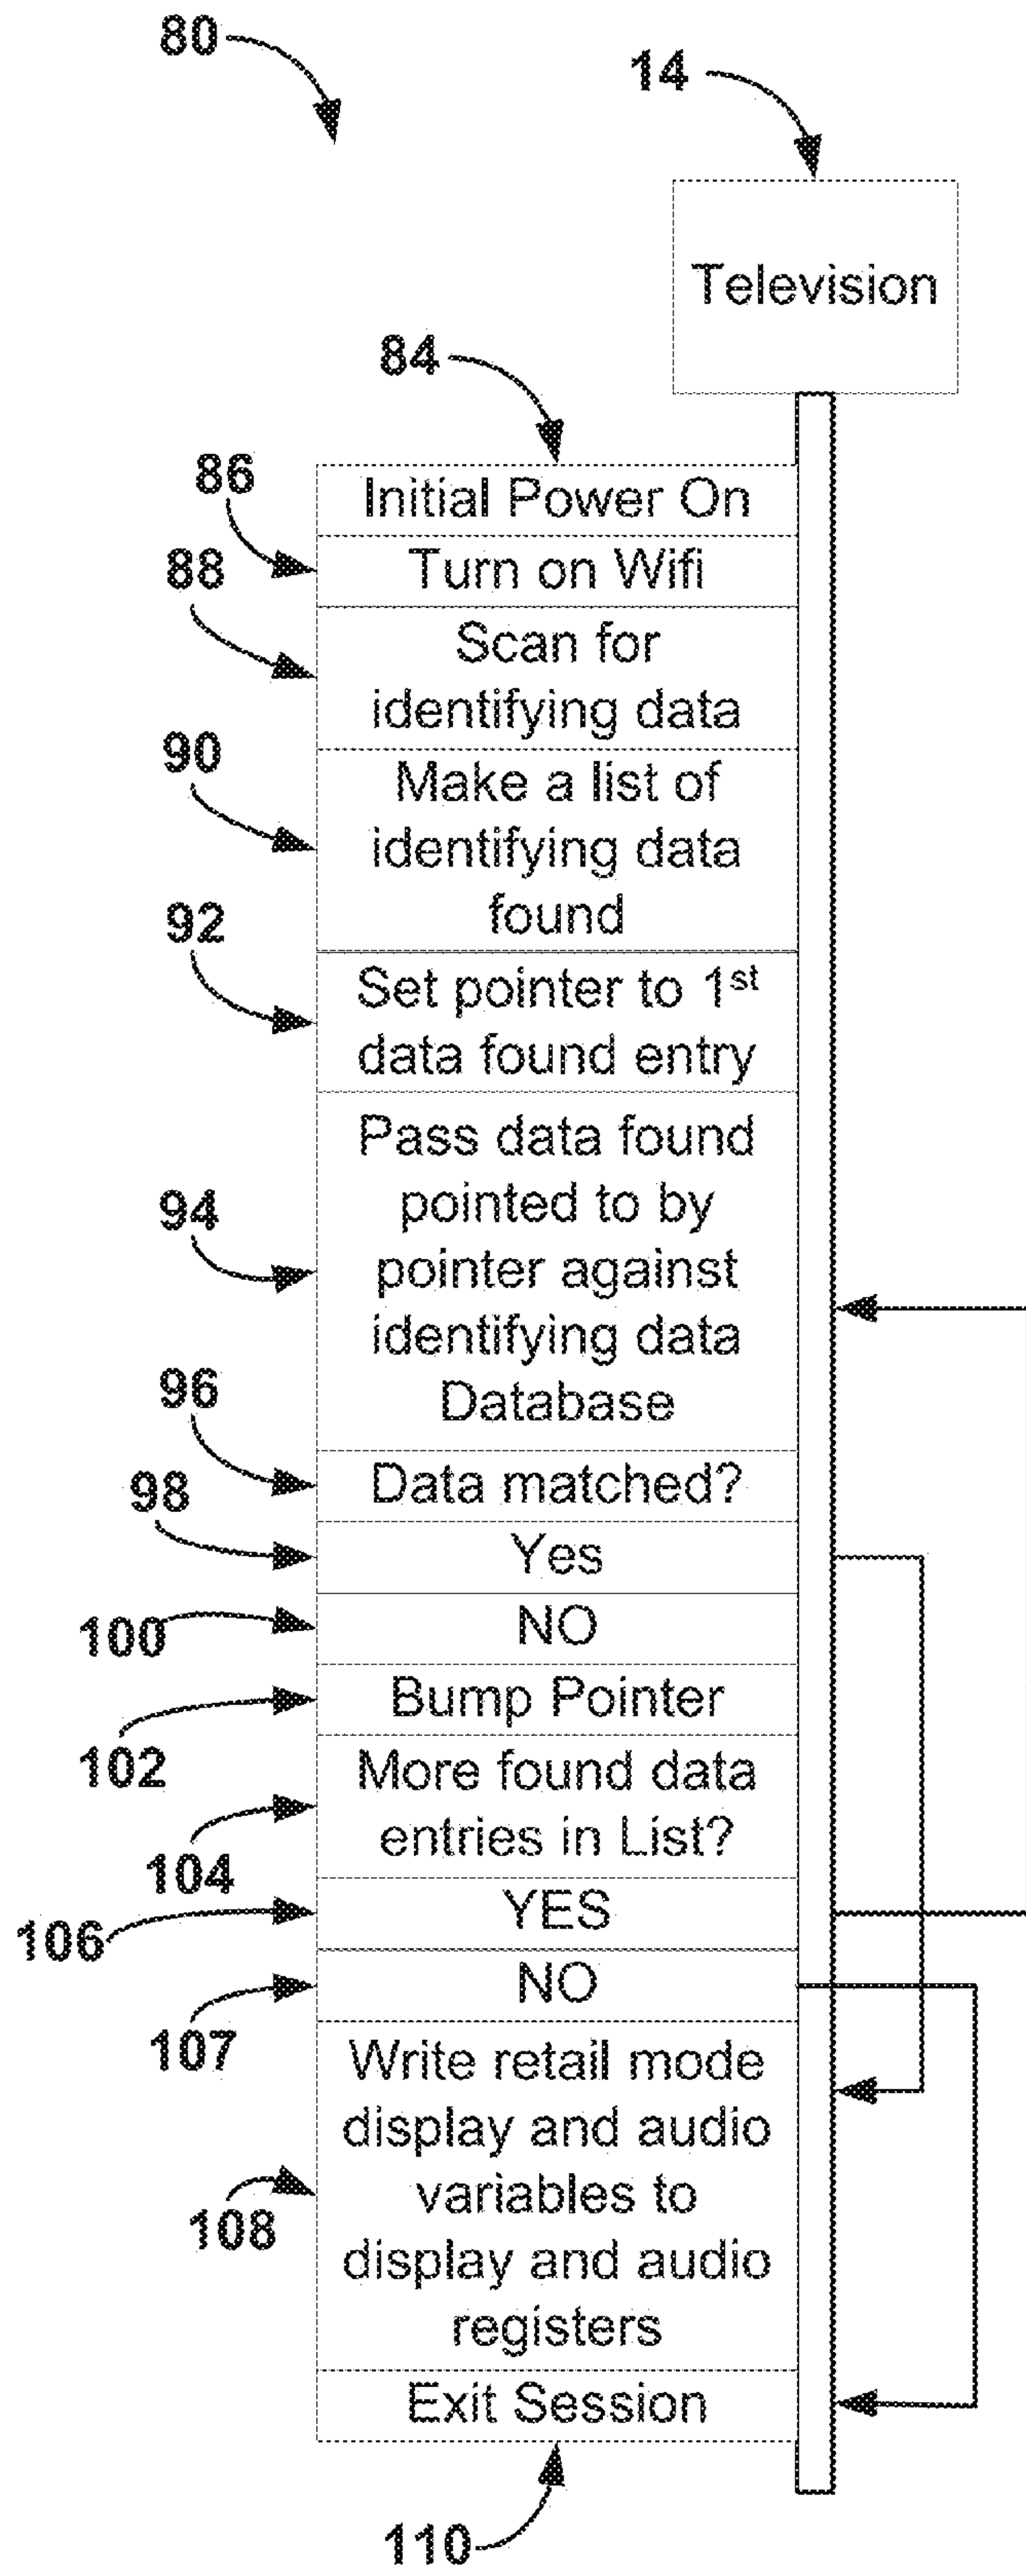 80
14
Television
84
Initial Power On
86
Turn on Wifi
88
Scan for
identifying data
90
Make a list of
identifying data
found
92
Set pointer to 1st
data found entry
94
Pass data found
pointed to by
pointer against
identifying data
Database
96
Data matched?
98
Yes
100
NO
102
Bump Pointer
104
More found data
entries in List?
106
YES
107
NO
108
Write retail mode
display and audio
variables to
display and audio
registers
Exit Session
110